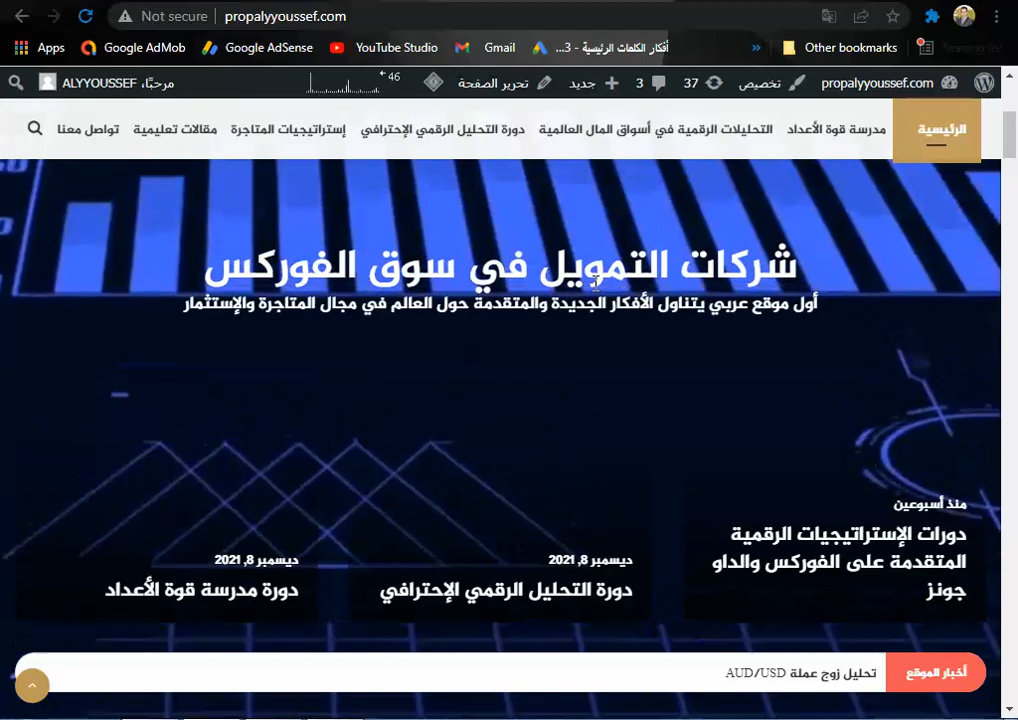 Not secure propalyyoussef.com
Apps Google AdMob Google AdSense YouTube Studio Gmail أفكار الكلمات الرئيسية - 3... » Other bookmarks
propalyyoussef.com تخصيص 37 3 جديد تحرير الصفحة 46 مرحبًا، ALYYOUSSEF
الرئيسية مدرسة قوة الأعداد التحليلات الرقمية في أسواق المال العالمية دورة التحليل الرقمي الإحترافي إستراتيجيات المتاجرة مقالات تعليمية تواصل معنا
شركات التمويل في سوق الفوركس
أول موقع عربي يتناول الأفكار الجديدة والمتقدمة حول العالم في مجال المتاجرة والإستثمار
منذ أسبوعين
دورات الإستراتيجيات الرقمية
المتقدمة على الفوركس والداو
جونز
ديسمبر 8, 2021
دورة التحليل الرقمي الإحترافي
ديسمبر 8, 2021
دورة مدرسة قوة الأعداد
أخبار الموقع تحليل زوج عملة AUD/USD